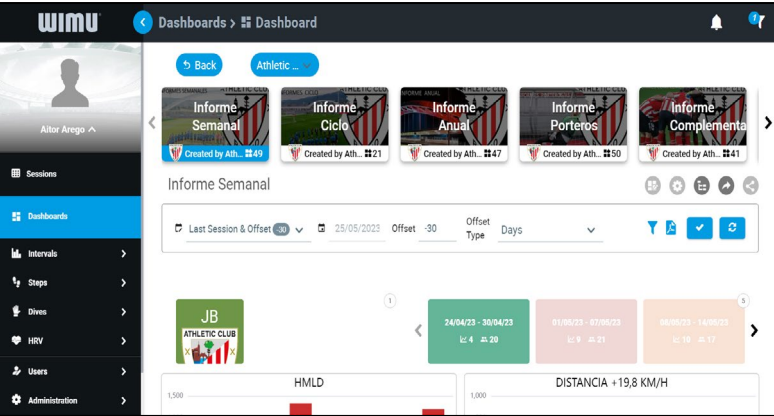 WIMU
Dashboards > Dashboard
1
Back
Athletic ...
Aitor Arego
Informe Semanal
Created by Ath... 49
Informe Ciclo
Created by Ath... 21
Informe Anual
Created by Ath... 47
Informe Porteros
Created by Ath... 50
Informe Complementa
Created by Ath... 41
Sessions
Dashboards
Intervals
Steps
Dives
HRV
Users
Administration
Informe Semanal
Last Session & Offset -30
25/05/2023
Offset -30
Offset Type Days
1
JB
ATHLETIC CLUB
5
24/04/23 - 30/04/23
4 20
01/05/23 - 07/05/23
9 21
08/05/23 - 14/05/23
10 17
HMLD
1,500
DISTANCIA +19,8 KM/H
1,000